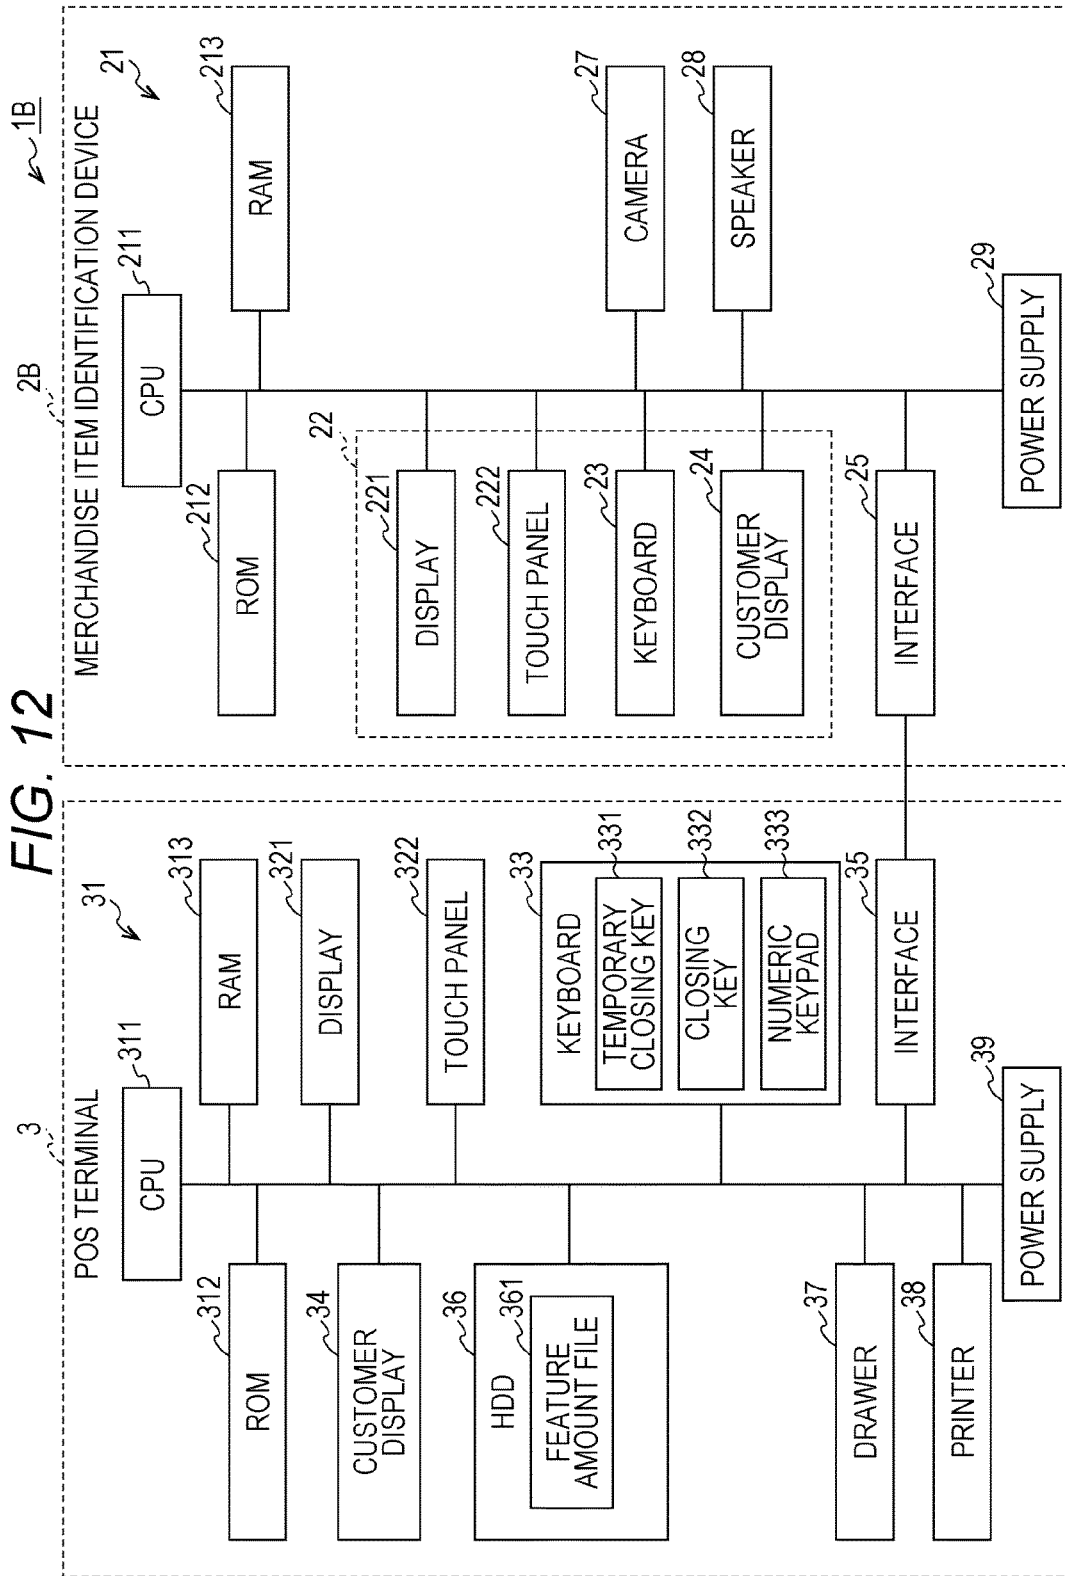 FIG. 12
1B
3
POS TERMINAL
31
311
CPU
312
ROM
313
RAM
34
CUSTOMER
DISPLAY
321
DISPLAY
322
TOUCH PANEL
36
HDD
361
FEATURE
AMOUNT FILE
33
KEYBOARD
331
TEMPORARY
CLOSING KEY
332
CLOSING
KEY
333
NUMERIC
KEYPAD
37
DRAWER
35
INTERFACE
38
PRINTER
39
POWER SUPPLY
2B
MERCHANDISE ITEM IDENTIFICATION DEVICE
21
211
CPU
212
ROM
213
RAM
22
221
DISPLAY
222
TOUCH PANEL
23
KEYBOARD
24
CUSTOMER
DISPLAY
27
CAMERA
28
SPEAKER
25
INTERFACE
29
POWER SUPPLY